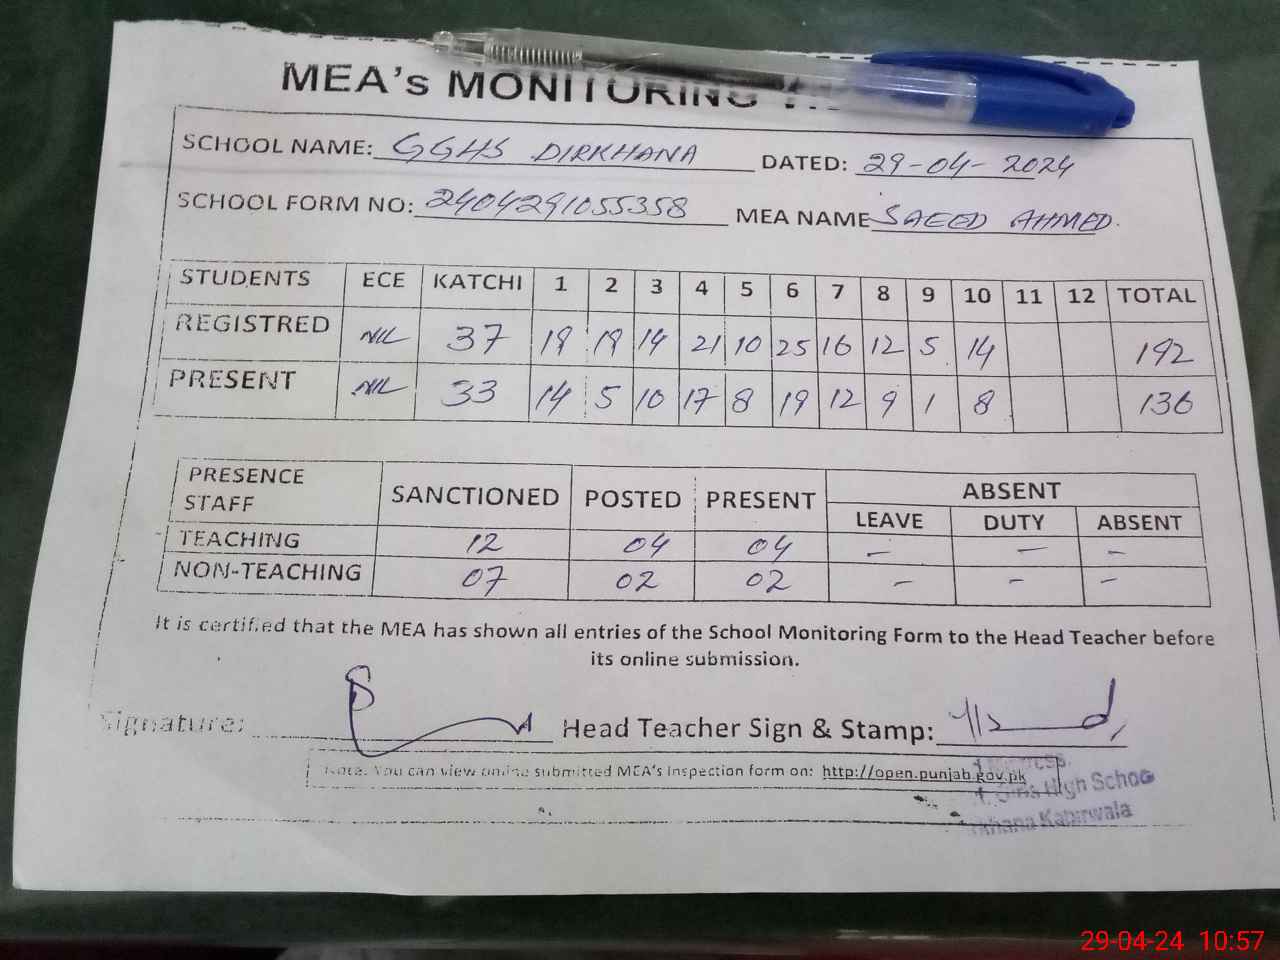 MEA's MONITORING
SCHOOL NAME: GGHS DIRKHANA DATED: 29-04-2024
SCHOOL FORM NO: 2404291055358 MEA NAME SAEED AHMED.
STUDENTS ECE KATCHI 1 2 3 4 5 6 7 8 9 10 11 12 TOTAL
REGISTRED NIL 37 19 19 14 21 10 25 16 12 5 14 192
PRESENT NIL 33 14 5 10 17 8 19 12 9 1 8 136
PRESENCE STAFF SANCTIONED POSTED PRESENT ABSENT
LEAVE DUTY ABSENT
TEACHING 12 04 04 - - -
NON-TEACHING 07 02 02 - - -
It is certified that the MEA has shown all entries of the School Monitoring Form to the Head Teacher before
its online submission.
Signature: Head Teacher Sign & Stamp:
Note: You can view online submitted MEA's Inspection form on: http://open.punjab.gov.pk
Girls High School
Kabirwala
29-04-24 10:57